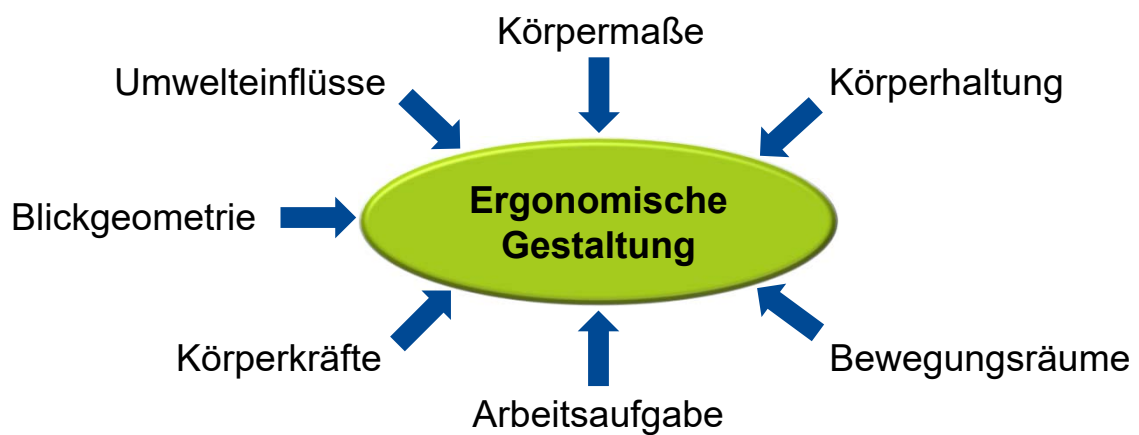 Körpermaße
Umwelteinflüsse
Körperhaltung
Ergonomische
Gestaltung
Blickgeometrie
Körperkräfte
Bewegungsräume
Arbeitsaufgabe